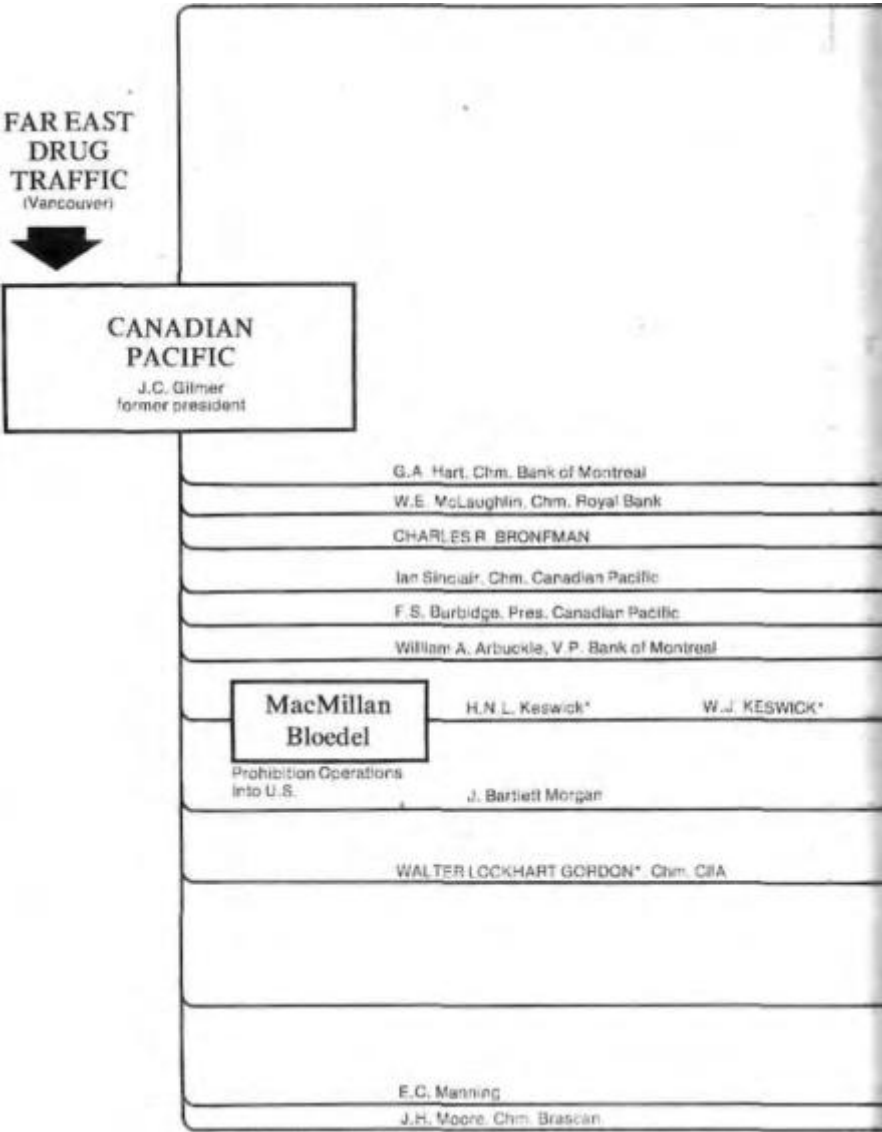 FAR EAST
DRUG
TRAFFIC
(Vancouver)
CANADIAN
PACIFIC
J.C. Gilmer
former president
G.A. Hart, Chm. Bank of Montreal
W.E. McLaughlin, Chm. Royal Bank
CHARLES R. BRONFMAN
Ian Sinclair, Chm. Canadian Pacific
F.S. Burbidge, Pres. Canadian Pacific
William A. Arbuckle, V.P. Bank of Montreal
MacMillan
Bloedel
H.N.L. Keswick* W.J. KESWICK*
Prohibition Operations
Into U.S.
J. Bartlett Morgan
WALTER LOCKHART GORDON*, Chm. CIIA
E.C. Manning
J.H. Moore, Chm. Brascan